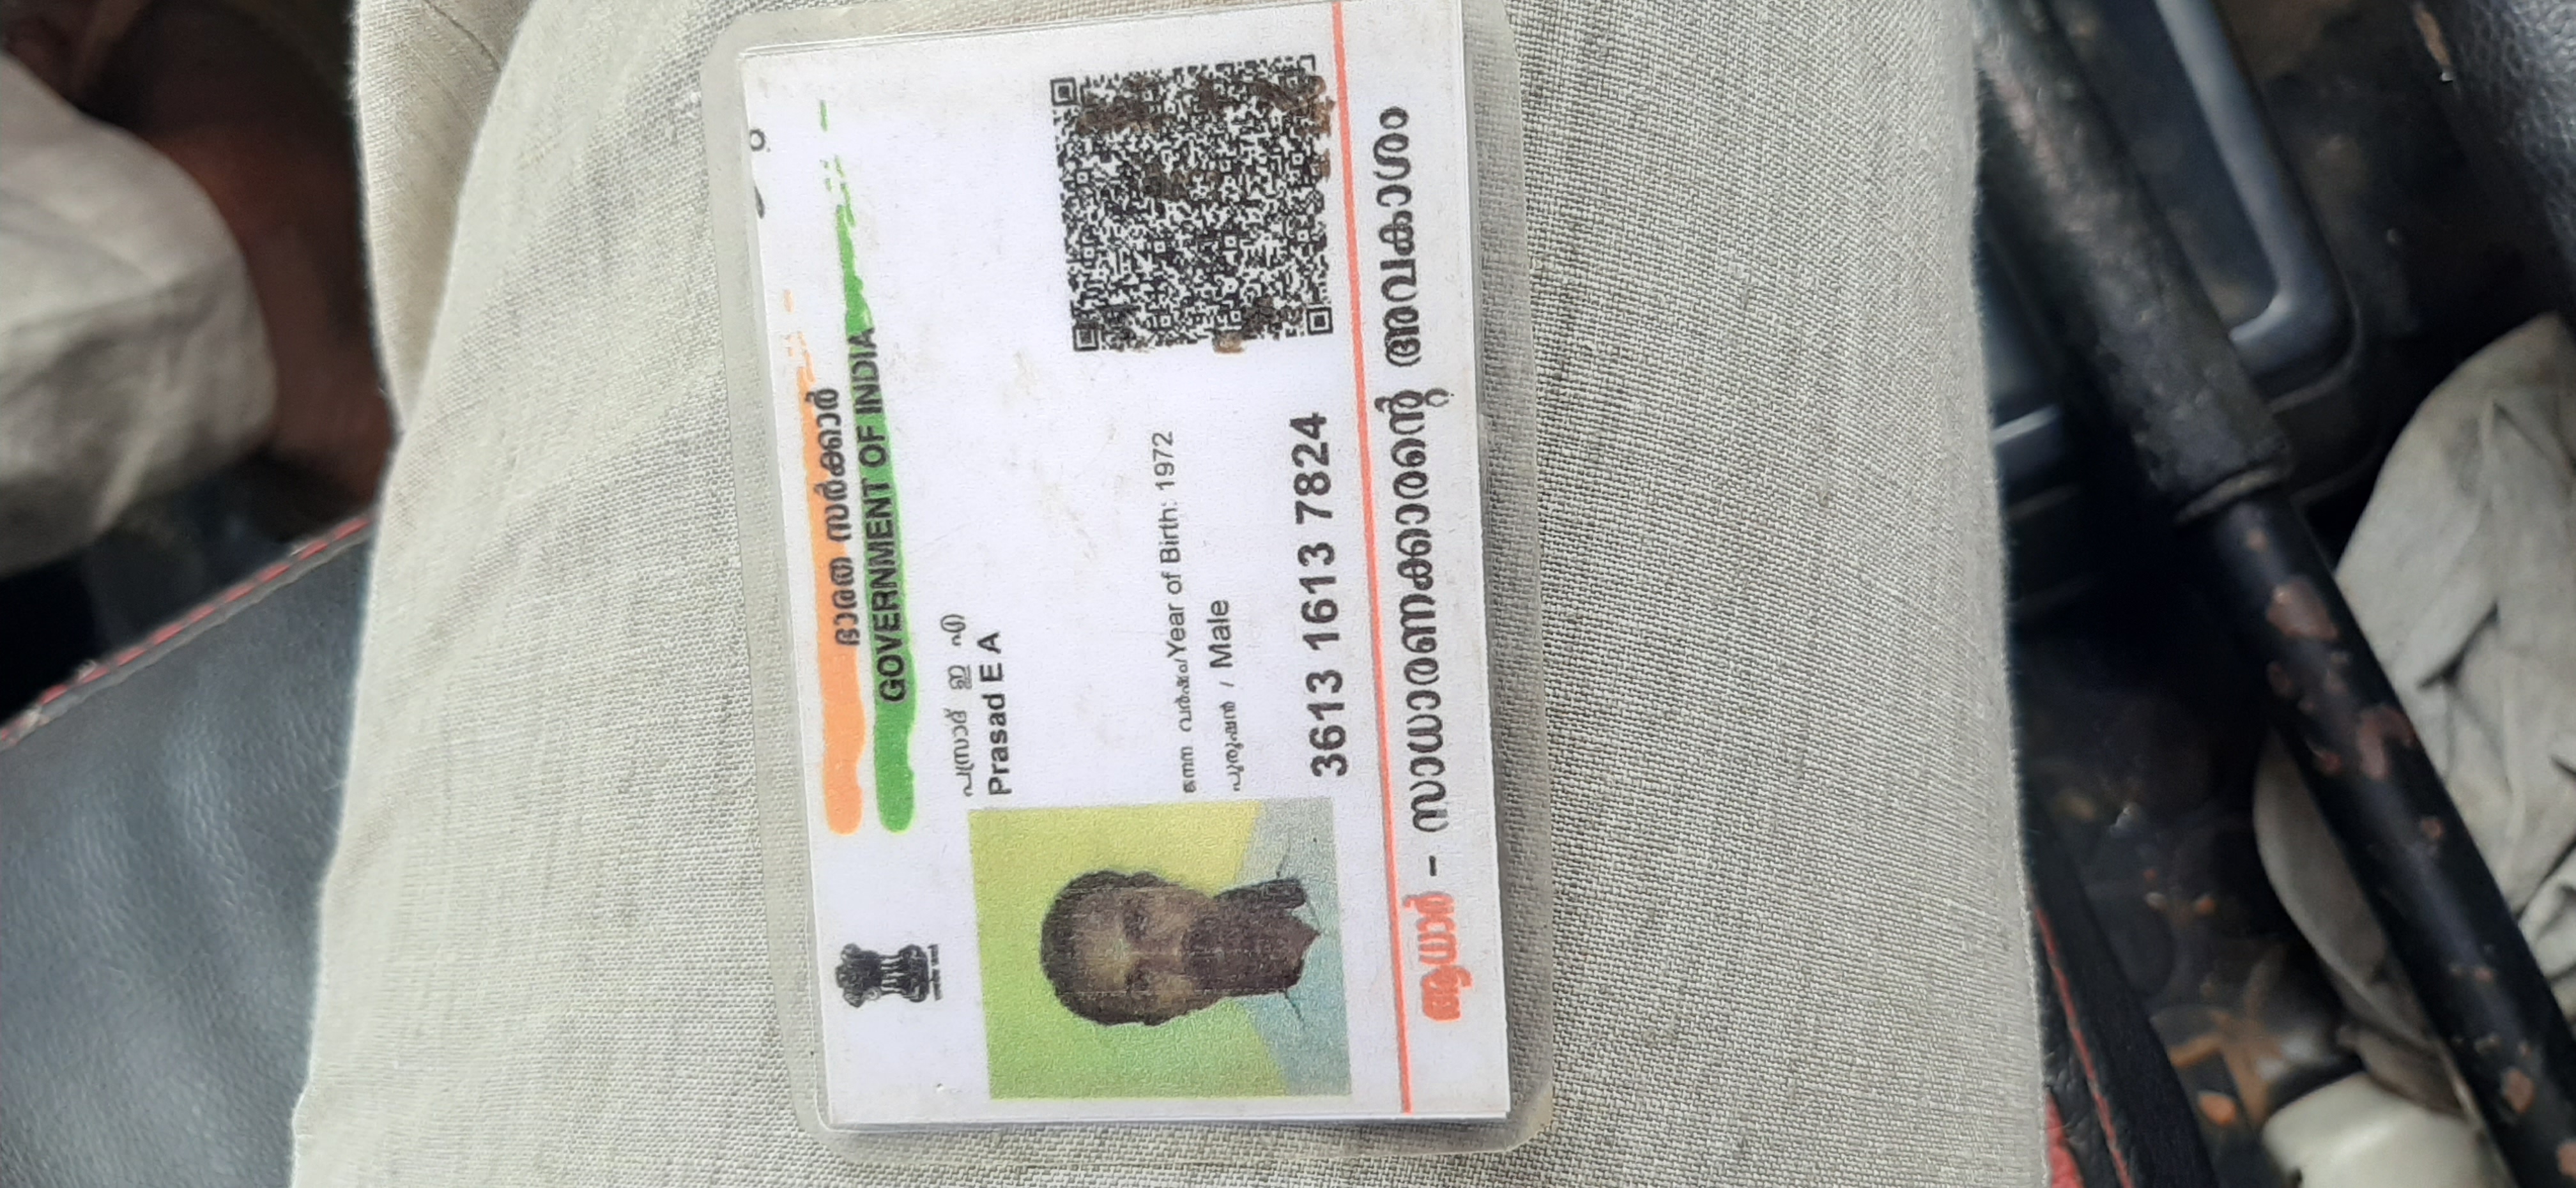 ഭാരത സർക്കാർ
GOVERNMENT OF INDIA
പ്രസാദ് ഇ എ
Prasad E A
ജനന വർഷം/Year of Birth: 1972
പുരുഷൻ / Male
3613 1613 7824
ആധാർ – സാധാരണക്കാരന്റെ അവകാശം